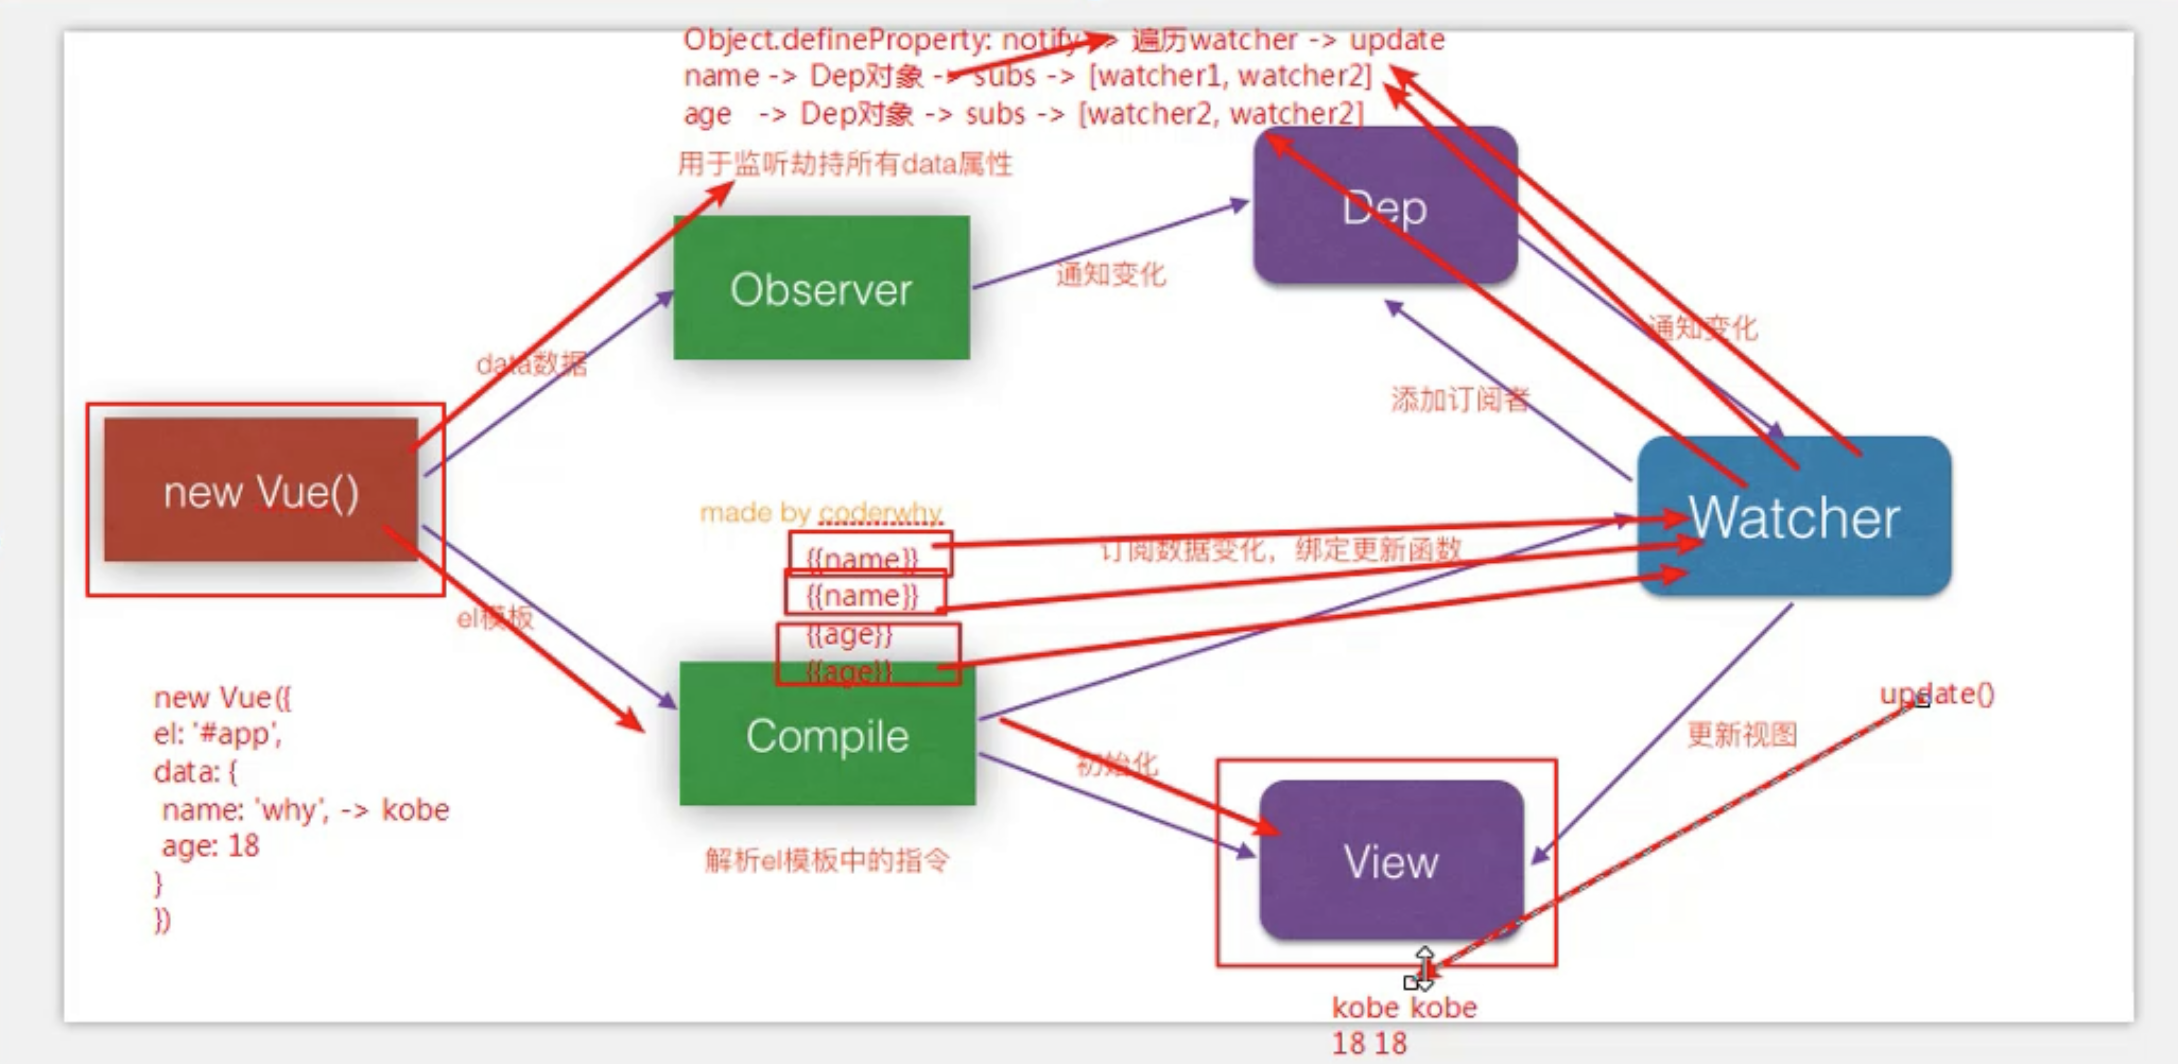 Object.defineProperty: notify -> 遍历watcher -> update
name -> Dep对象 -> subs -> [watcher1, watcher2]
age -> Dep对象 -> subs -> [watcher2, watcher2]
用于监听劫持所有data属性
Dep
Observer
通知变化
通知变化
data数据
添加订阅者
new Vue()
made by coderwhy
Watcher
{{name}}
订阅数据变化，绑定更新函数
{{name}}
{{age}}
{{age}}
el模板
new Vue({
el: '#app',
data: {
name: 'why', -> kobe
age: 18
}
})
Compile
初始化
解析el模板中的指令
update()
更新视图
View
kobe kobe
18 18